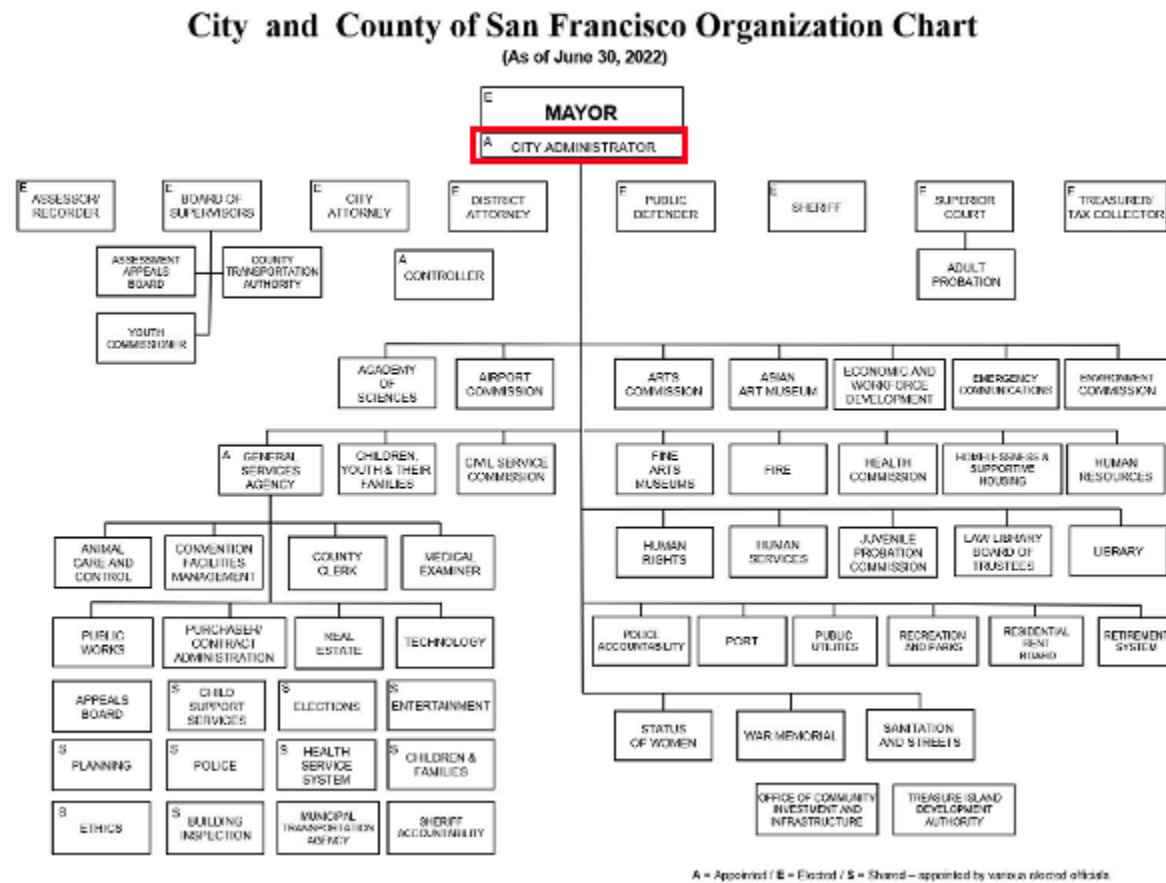 City and County of San Francisco Organization Chart
(As of June 30, 2022)
E
MAYOR
A
CITY ADMINISTRATOR
E
ASSESSOR/
RECORDER
E
BOARD OF
SUPERVISORS
E
CITY
ATTORNEY
E
DISTRICT
ATTORNEY
E
PUBLIC
DEFENDER
E
SHERIFF
E
SUPERIOR
COURT
E
TREASURER/
TAX COLLECTOR
ASSESSMENT
APPEALS
BOARD
COUNTY
TRANSPORTATION
AUTHORITY
A
CONTROLLER
ADULT
PROBATION
YOUTH
COMMISSIONER
ACADEMY
OF
SCIENCES
AIRPORT
COMMISSION
ARTS
COMMISSION
ASIAN
ART MUSEUM
ECONOMIC AND
WORKFORCE
DEVELOPMENT
EMERGENCY
COMMUNICATIONS
ENVIRONMENT
COMMISSION
A
GENERAL
SERVICES
AGENCY
CHILDREN,
YOUTH & THEIR
FAMILIES
CIVIL SERVICE
COMMISSION
FINE
ARTS
MUSEUMS
FIRE
HEALTH
COMMISSION
HOMELESSNESS &
SUPPORTIVE
HOUSING
HUMAN
RESOURCES
ANIMAL
CARE AND
CONTROL
CONVENTION
FACILITIES
MANAGEMENT
COUNTY
CLERK
MEDICAL
EXAMINER
HUMAN
RIGHTS
HUMAN
SERVICES
JUVENILE
PROBATION
COMMISSION
LAW LIBRARY
BOARD OF
TRUSTEES
LIBRARY
PUBLIC
WORKS
PURCHASER/
CONTRACT
ADMINISTRATION
REAL
ESTATE
TECHNOLOGY
POLICE
ACCOUNTABILITY
PORT
PUBLIC
UTILITIES
RECREATION
AND PARKS
RESIDENTIAL
RENT
BOARD
RETIREMENT
SYSTEM
APPEALS
BOARD
S
CHILD
SUPPORT
SERVICES
S
ELECTIONS
S
ENTERTAINMENT
STATUS
OF WOMEN
WAR MEMORIAL
SANITATION
AND STREETS
S
PLANNING
S
POLICE
S
HEALTH
SERVICE
SYSTEM
S
CHILDREN &
FAMILIES
OFFICE OF COMMUNITY
INVESTMENT AND
INFRASTRUCTURE
TREASURE ISLAND
DEVELOPMENT
AUTHORITY
S
ETHICS
S
BUILDING
INSPECTION
MUNICIPAL
TRANSPORTATION
AGENCY
SHERIFF
ACCOUNTABILITY
A = Appointed / E = Elected / S = Shared – appointed by various elected officials